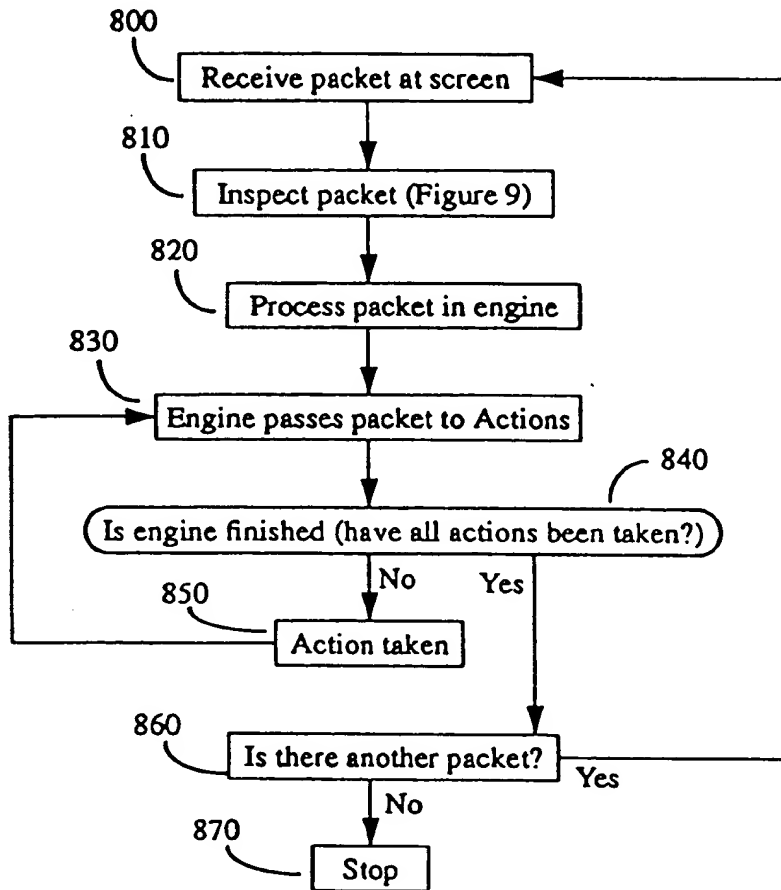 800
Receive packet at screen
810
Inspect packet (Figure 9)
820
Process packet in engine
830
Engine passes packet to Actions
840
Is engine finished (have all actions been taken?)
No
Yes
850
Action taken
860
Is there another packet?
Yes
No
870
Stop